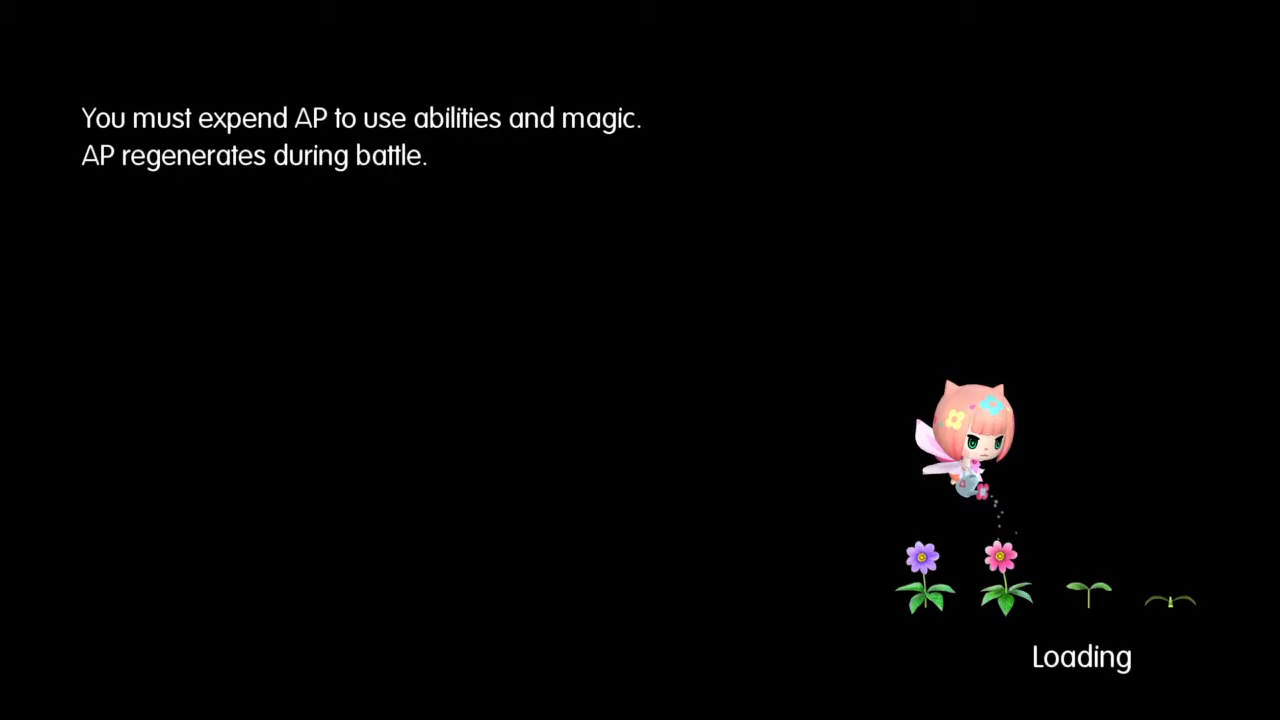 You must expend AP to use abilities and magic.
AP regenerates during battle.
Loading